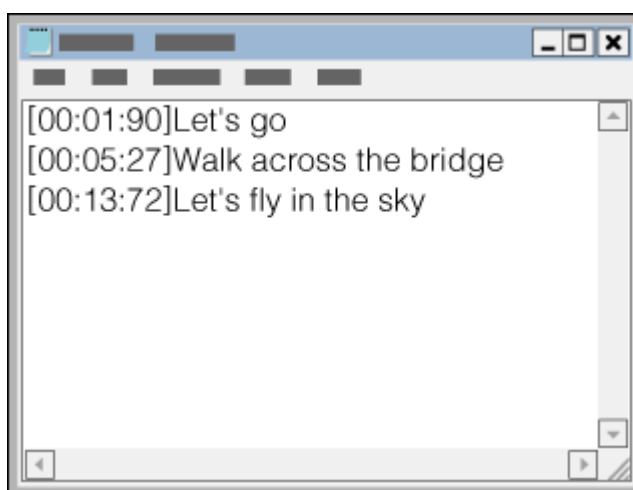 [00:01:90]Let's go
[00:05:27]Walk across the bridge
[00:13:72]Let's fly in the sky